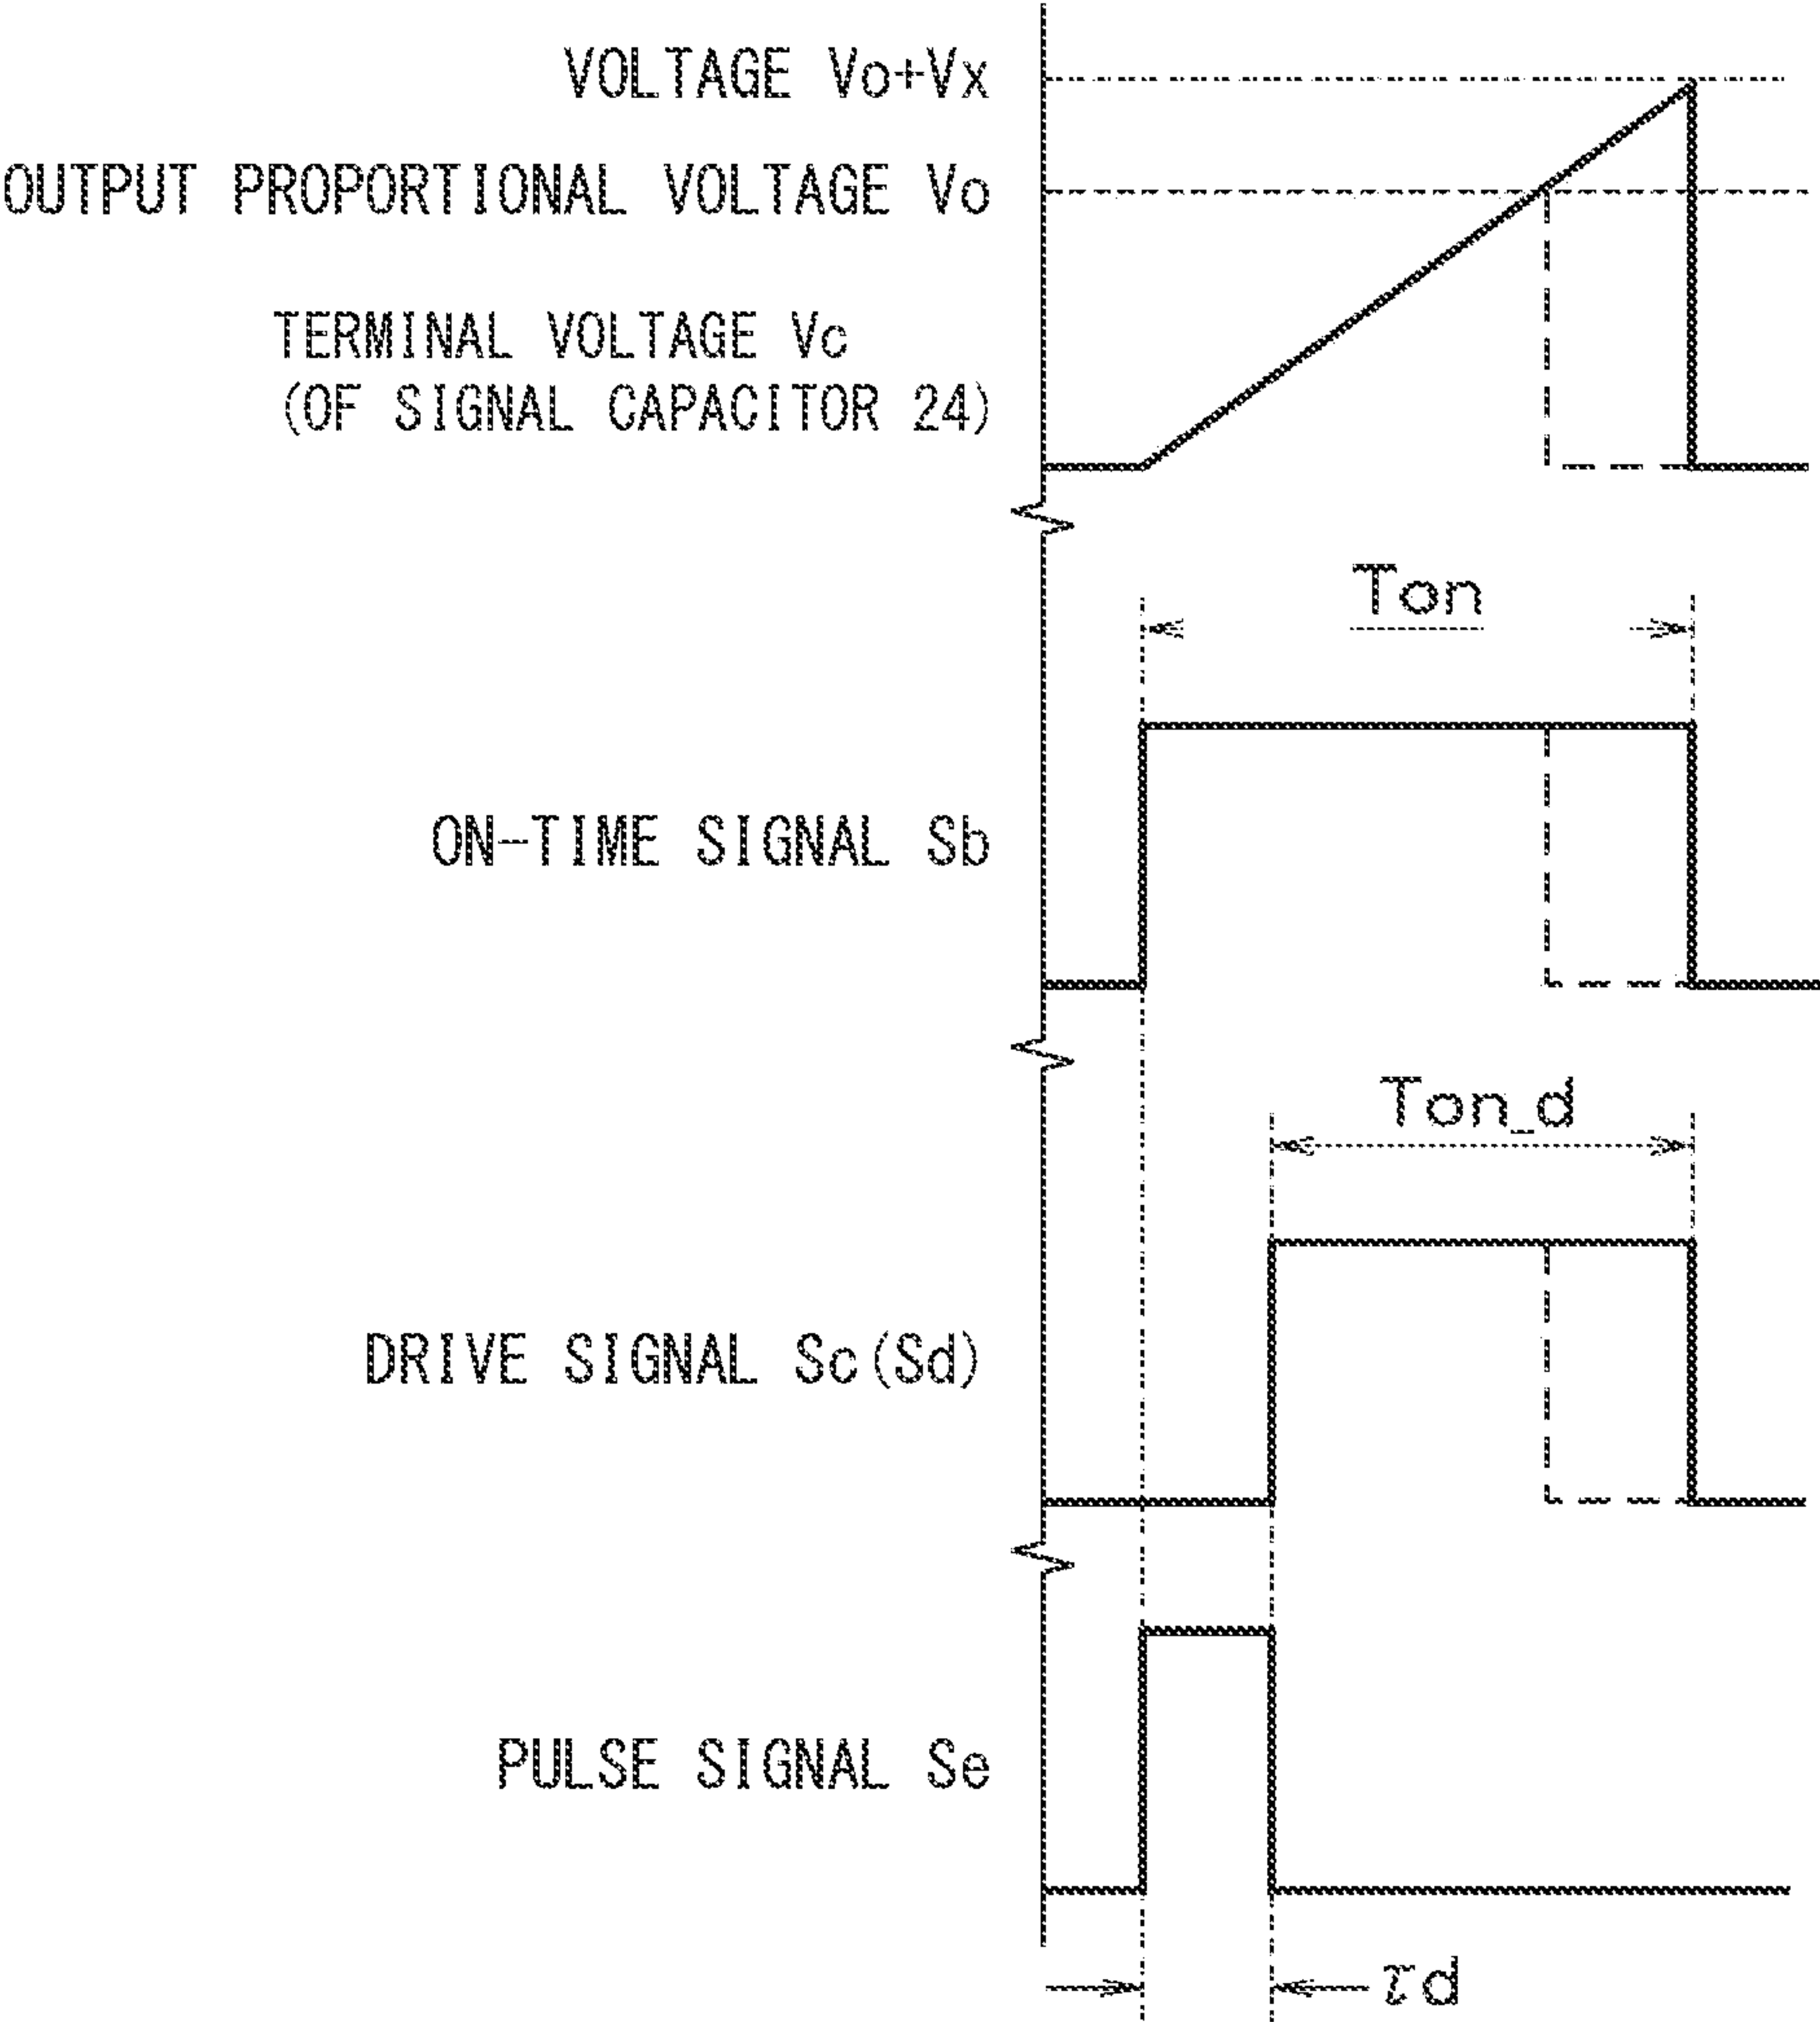 VOLTAGE Vo+Vx
OUTPUT PROPORTIONAL VOLTAGE Vo
TERMINAL VOLTAGE Vc
(OF SIGNAL CAPACITOR 24)
Ton
ON-TIME SIGNAL Sb
Ton_d
DRIVE SIGNAL Sc(Sd)
PULSE SIGNAL Se
τd